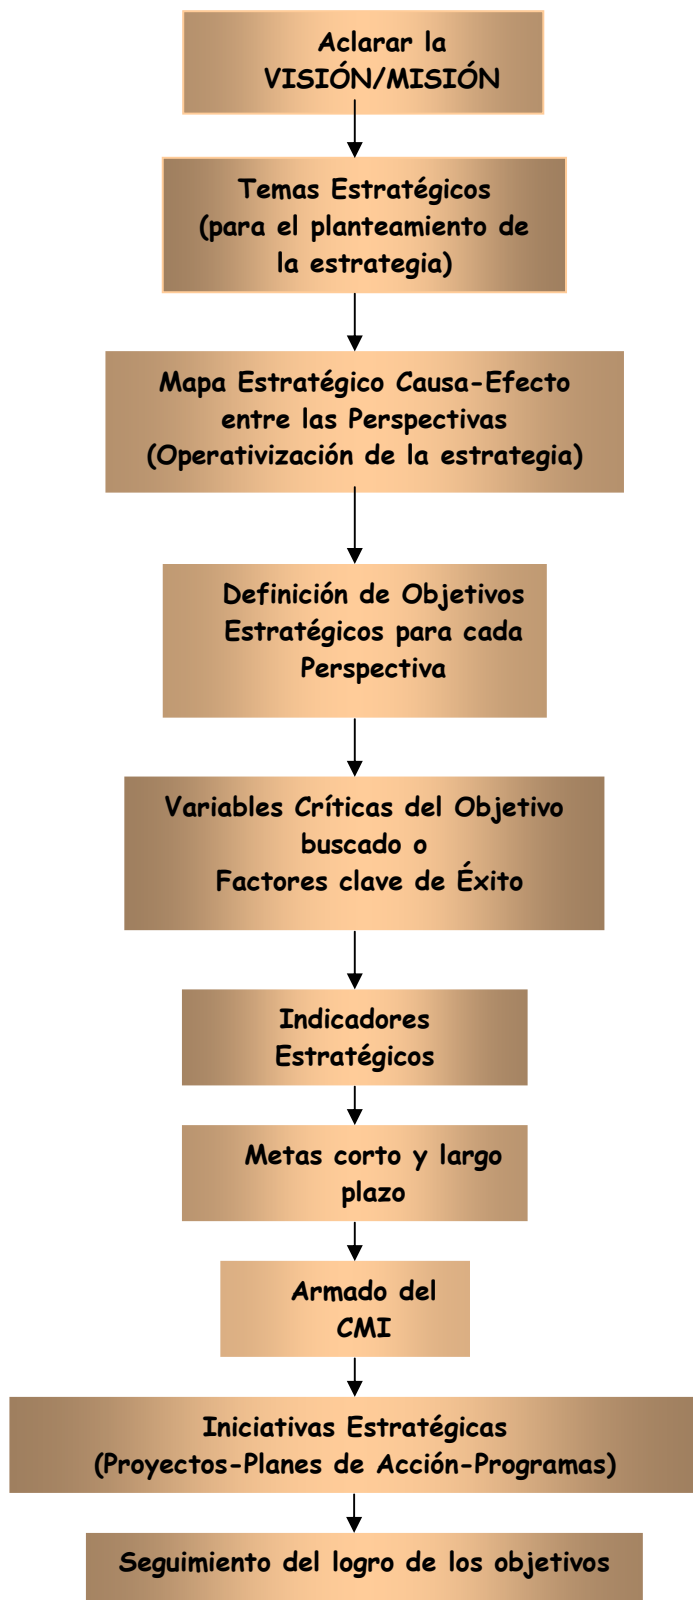 Aclarar la
VISIÓN/MISIÓN
Temas Estratégicos
(para el planteamiento de
la estrategia)
Mapa Estratégico Causa-Efecto
entre las Perspectivas
(Operativización de la estrategia)
Definición de Objetivos
Estratégicos para cada
Perspectiva
Variables Críticas del Objetivo
buscado o
Factores clave de Éxito
Indicadores
Estratégicos
Metas corto y largo
plazo
Armado del
CMI
Iniciativas Estratégicas
(Proyectos-Planes de Acción-Programas)
Seguimiento del logro de los objetivos